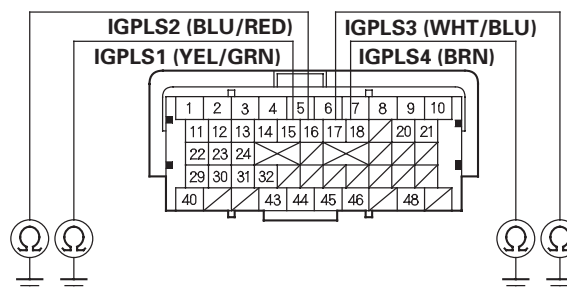 IGPLS2 (BLU/RED) IGPLS3 (WHT/BLU)
IGPLS1 (YEL/GRN) IGPLS4 (BRN)
1 2 3 4 5 6 7 8 9 10
11 12 13 14 15 16 17 18 20 21
22 23 24
29 30 31 32
40 43 44 45 46 48
Ω Ω Ω Ω